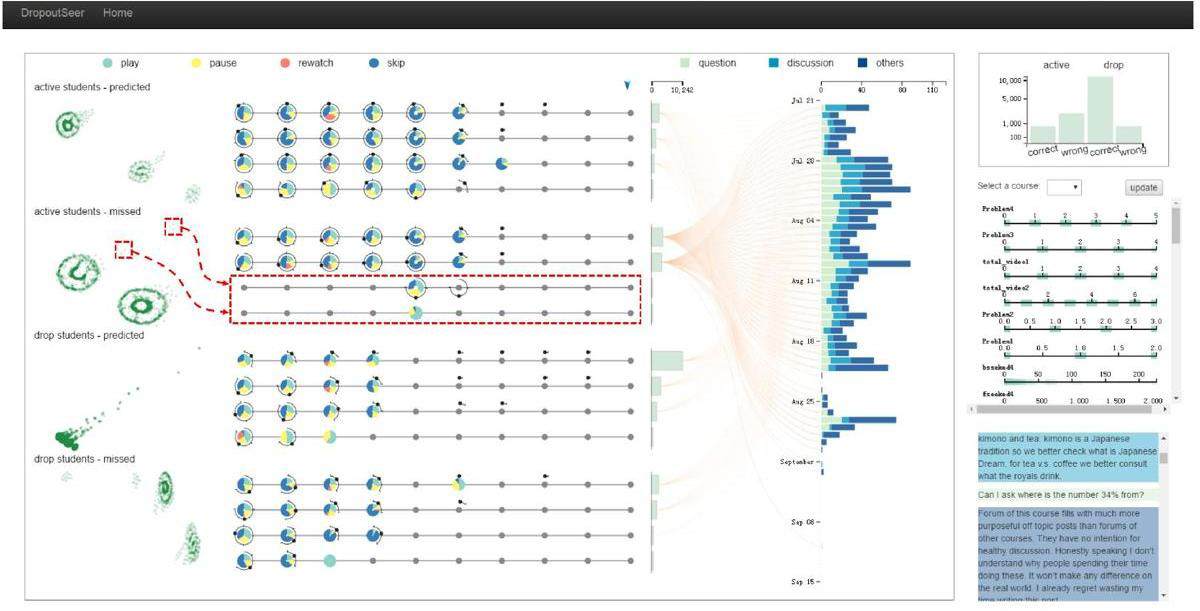 DropoutSeer Home
play pause rewatch skip question discussion others
active students - predicted
active students - missed
drop students - predicted
drop students - missed
0 10,242
0 40 80 110
Jul 21
Jul 28
Aug 04
Aug 11
Aug 18
Aug 25
September
Sep 08
Sep 15
active drop
10,000
5,000
1,000
100
correct wrong correct wrong
Select a course: update
Problem4
0 1 2 3 4 5
Problem3
0 1 2 3 4
total_video1
0 1 2 3 4
total_video2
0 2 4 6
Problem2
0.0 0.5 1.0 1.5 2.0 2.5 3.0
Problem1
0.0 0.5 1.0 1.5 2.0
0 50 100 150 200
0 500 1.000 1.500 2.000
kimono and tea: kimono is a Japanese
tradition so we better check what is Japanese
Dream, for tea v.s. coffee we better consult
what the royals drink.
Can I ask where is the number 34% from?
Forum of this course fills with much more
purposeful off topic posts than forums of
other courses. They have no intention for
healthy discussion. Honestly speaking I don't
understand why people spending their time
doing these. It won't make any difference on
the real world. I already regret wasting my
time writing this post